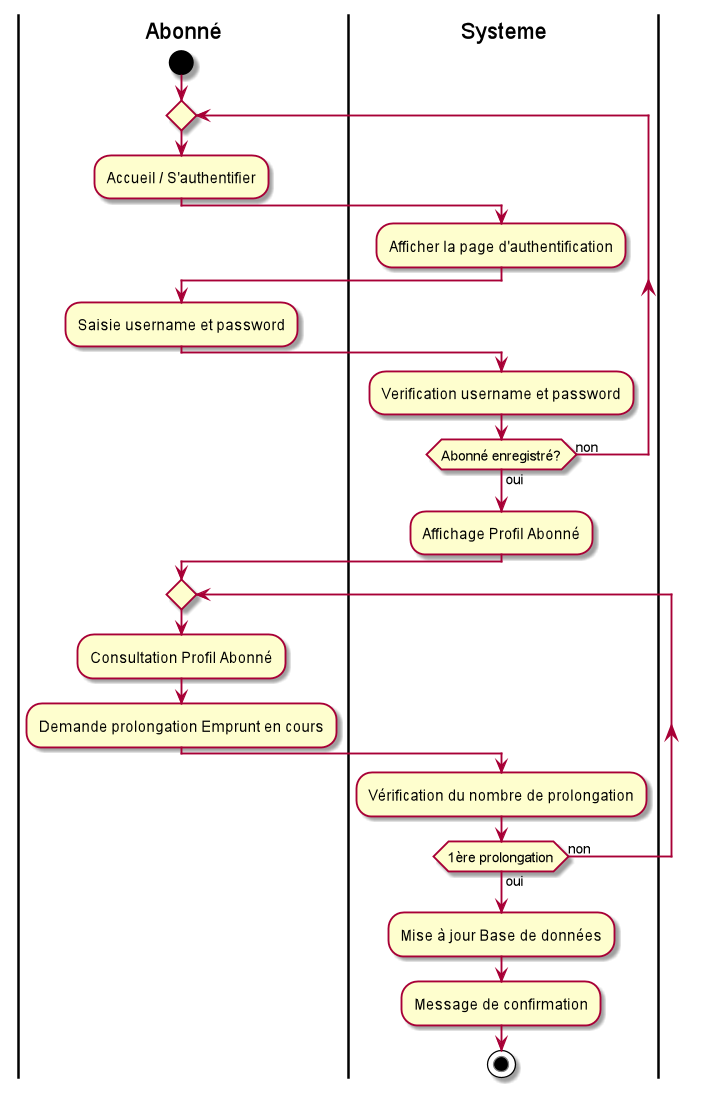 Abonné
Systeme
Accueil / S'authentifier
Afficher la page d'authentification
Saisie username et password
Verification username et password
Abonné enregistré?
non
oui
Affichage Profil Abonné
Consultation Profil Abonné
Demande prolongation Emprunt en cours
Vérification du nombre de prolongation
1ère prolongation
non
oui
Mise à jour Base de données
Message de confirmation